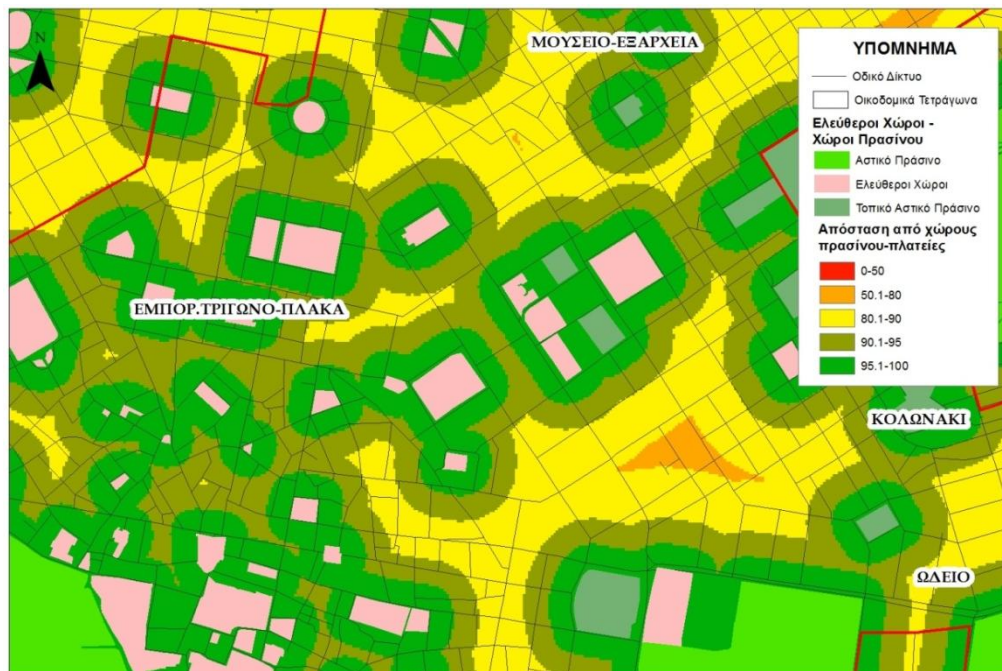 ΜΟΥΣΕΙΟ-ΕΞΑΡΧΕΙΑ
N
ΥΠΟΜΝΗΜΑ
Οδικό Δίκτυο
Οικοδομικά Τετράγωνα
Ελεύθεροι Χώροι -
Χώροι Πρασίνου
Αστικό Πράσινο
Ελεύθεροι Χώροι
Τοπικό Αστικό Πράσινο
Απόσταση από χώρους
πρασίνου-πλατείες
0-50
50.1-80
80.1-90
90.1-95
95.1-100
ΕΜΠΟΡ.ΤΡΙΓΩΝΟ-ΠΛΑΚΑ
ΚΟΛΩΝΑΚΙ
ΩΔΕΙΟ